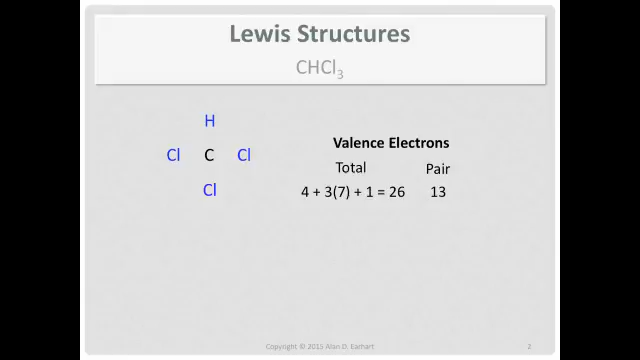 Lewis Structures
CHCl₃
H
Cl C Cl
Cl
Valence Electrons
Total Pair
4 + 3(7) + 1 = 26 13
Copyright © 2015 Alan D. Earhart 2